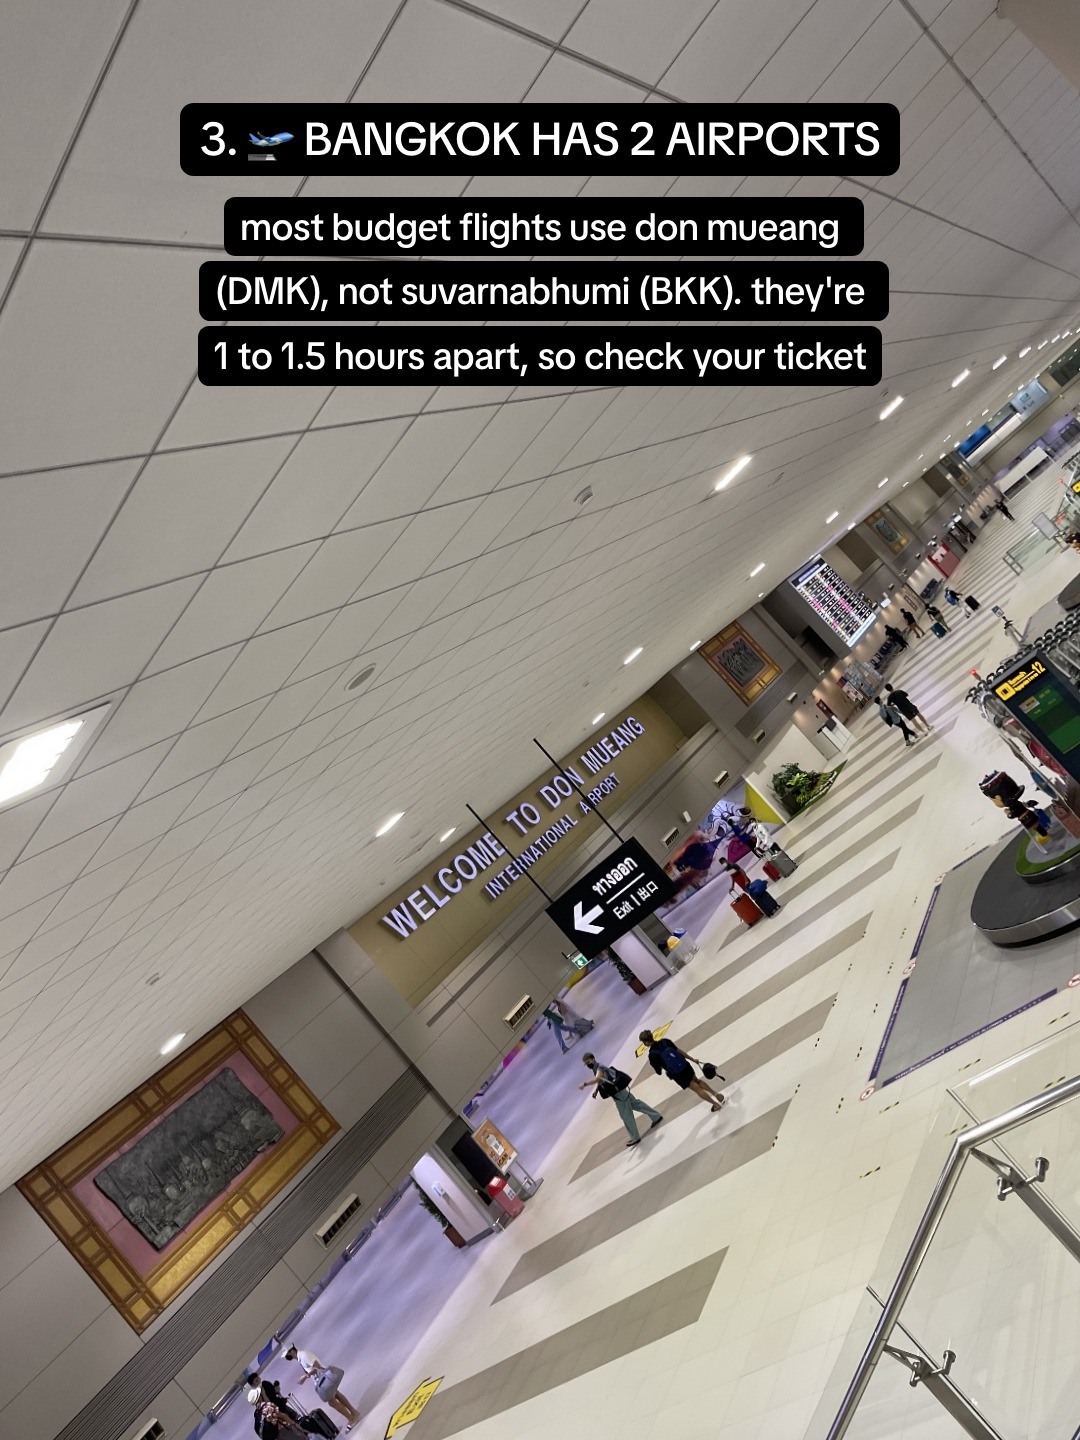 3. 🛫 BANGKOK HAS 2 AIRPORTS
most budget flights use don mueang
(DMK), not suvarnabhumi (BKK). they're
1 to 1.5 hours apart, so check your ticket
WELCOME TO DON MUEANG
INTERNATIONAL AIRPORT
ทางออก
Exit | 出口
12